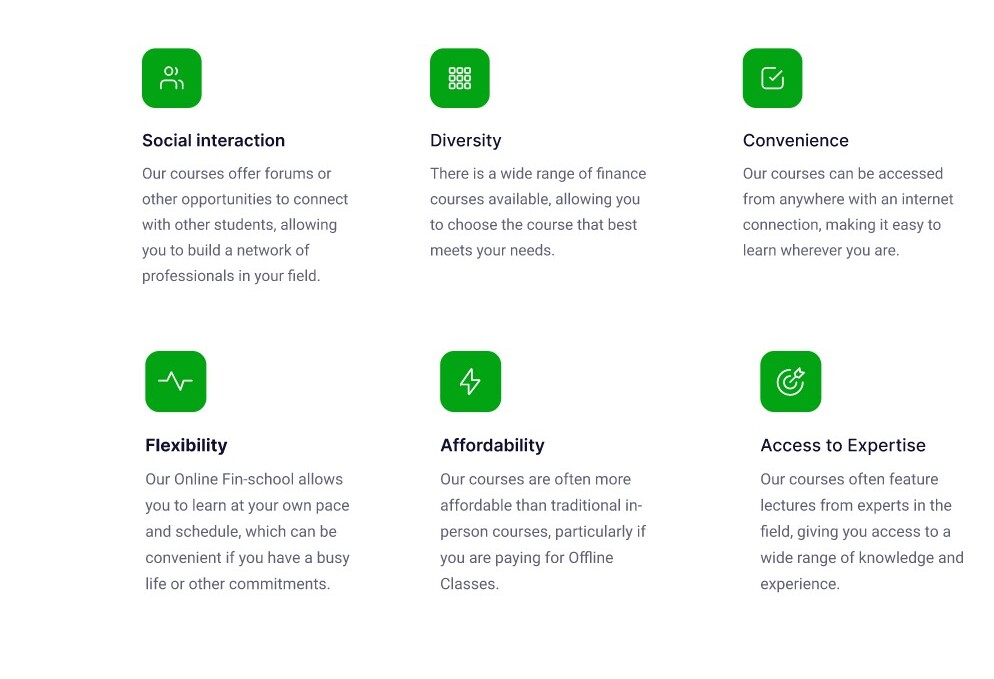 Social interaction
Our courses offer forums or
other opportunities to connect
with other students, allowing
you to build a network of
professionals in your field.
Diversity
There is a wide range of finance
courses available, allowing you
to choose the course that best
meets your needs.
Convenience
Our courses can be accessed
from anywhere with an internet
connection, making it easy to
learn wherever you are.
Flexibility
Our Online Fin-school allows
you to learn at your own pace
and schedule, which can be
convenient if you have a busy
life or other commitments.
Affordability
Our courses are often more
affordable than traditional in-
person courses, particularly if
you are paying for Offline
Classes.
Access to Expertise
Our courses often feature
lectures from experts in the
field, giving you access to a
wide range of knowledge and
experience.